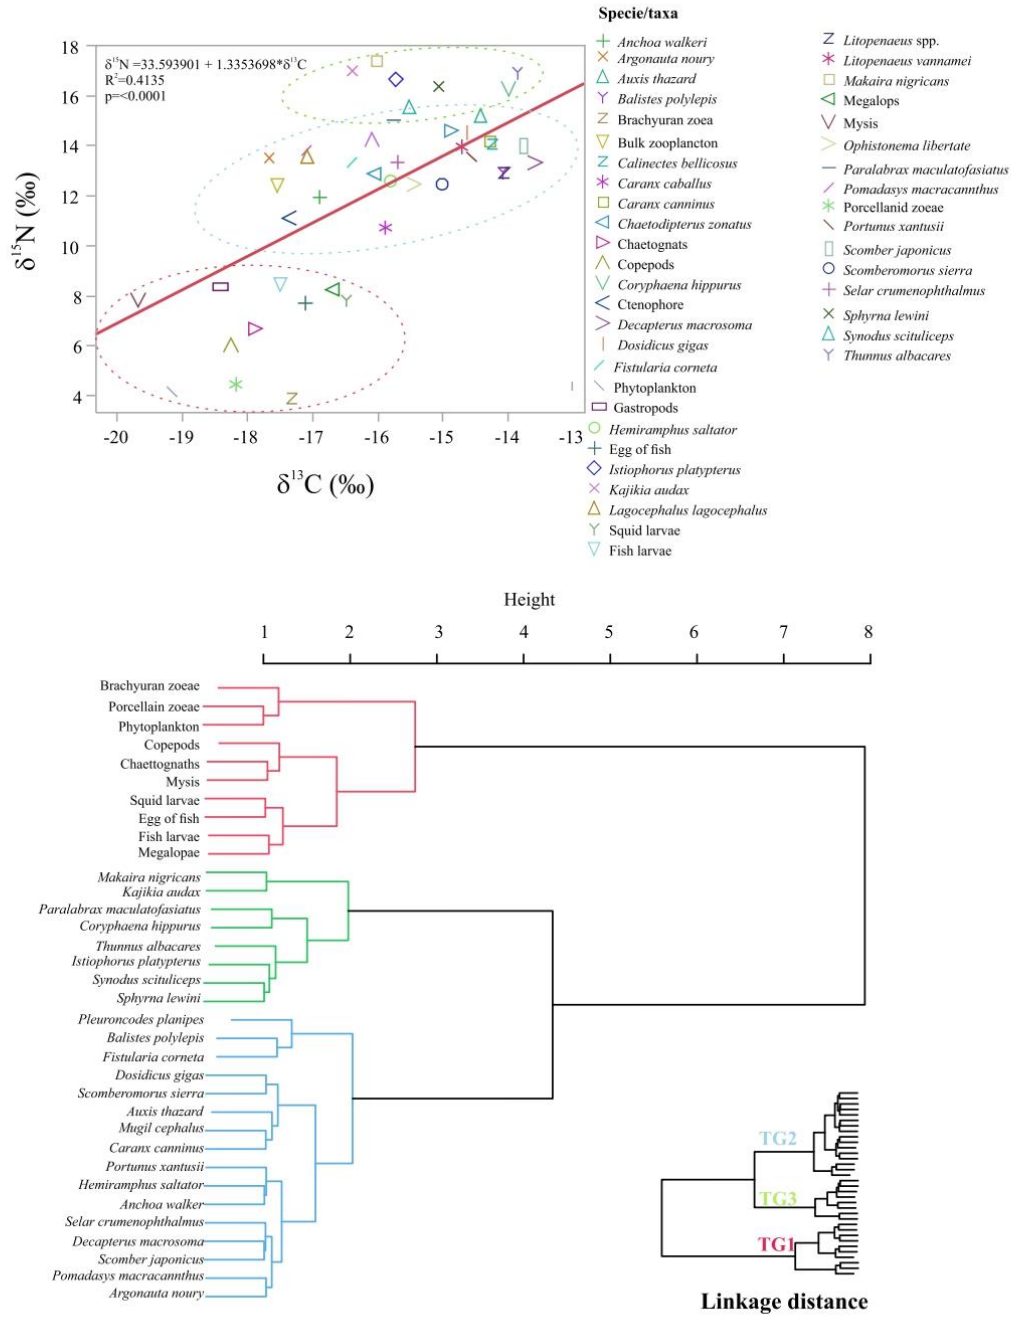 Specie/taxa
δ¹⁵N =33.593901 + 1.3353698*δ¹³C
R²=0.4135
p=<0.0001
18
16
14
12
10
8
6
4
δ¹⁵N (‰)
-20 -19 -18 -17 -16 -15 -14 -13
δ¹³C (‰)
Anchoa walkeri
Argonauta noury
Auxis thazard
Balistes polylepis
Brachyuran zoea
Bulk zooplancton
Calinectes bellicosus
Caranx caballus
Caranx canninus
Chaetodipterus zonatus
Chaetognats
Copepods
Coryphaena hippurus
Ctenophore
Decapterus macrosoma
Dosidicus gigas
Fistularia corneta
Phytoplankton
Gastropods
Hemiramphus saltator
Egg of fish
Istiophorus platypterus
Kajikia audax
Lagocephalus lagocephalus
Squid larvae
Fish larvae
Litopenaeus spp.
Litopenaeus vannamei
Makaira nigricans
Megalops
Mysis
Ophistonema libertate
Paralabrax maculatofasiatus
Pomadasys macracannthus
Porcellanid zoeae
Portunus xantusii
Scomber japonicus
Scomberomorus sierra
Selar crumenophthalmus
Sphyrna lewini
Synodus scituliceps
Thunnus albacares
Height
1 2 3 4 5 6 7 8
Brachyuran zoeae
Porcellain zoeae
Phytoplankton
Copepods
Chaettognaths
Mysis
Squid larvae
Egg of fish
Fish larvae
Megalopae
Makaira nigricans
Kajikia audax
Paralabrax maculatofasiatus
Coryphaena hippurus
Thunnus albacares
Istiophorus platypterus
Synodus scituliceps
Sphyrna lewini
Pleuroncodes planipes
Balistes polylepis
Fistularia corneta
Dosidicus gigas
Scomberomorus sierra
Auxis thazard
Mugil cephalus
Caranx canninus
Portunus xantusii
Hemiramphus saltator
Anchoa walker
Selar crumenophthalmus
Decapterus macrosoma
Scomber japonicus
Pomadasys macracannthus
Argonauta noury
TG2
TG3
TG1
Linkage distance